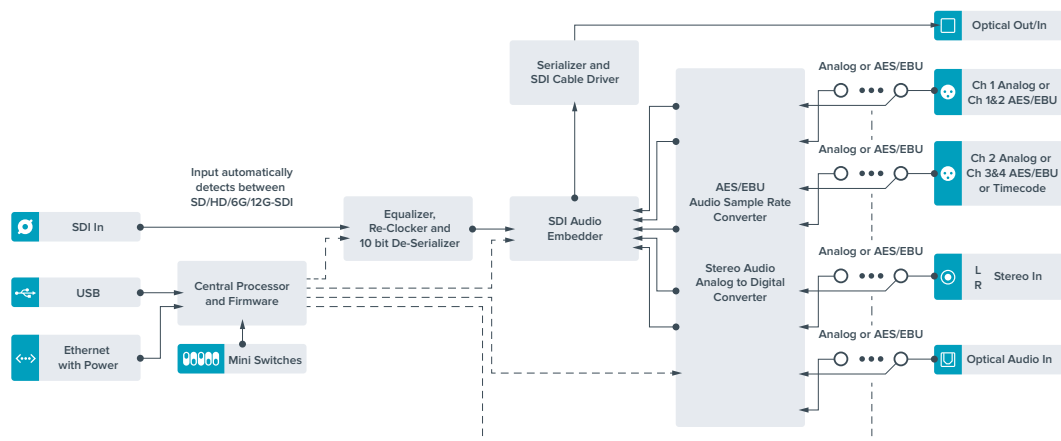 Optical Out/In
Serializer and
SDI Cable Driver
Analog or AES/EBU
Ch 1 Analog or
Ch 1&2 AES/EBU
Analog or AES/EBU
Ch 2 Analog or
Ch 3&4 AES/EBU
or Timecode
Input automatically
detects between
SD/HD/6G/12G-SDI
AES/EBU
Audio Sample Rate
Converter
SDI In
Equalizer,
Re-Clocker and
10 bit De-Serializer
SDI Audio
Embedder
Analog or AES/EBU
Stereo Audio
Analog to Digital
Converter
L
R
Stereo In
USB
Central Processor
and Firmware
Analog or AES/EBU
Ethernet
with Power
Mini Switches
Optical Audio In